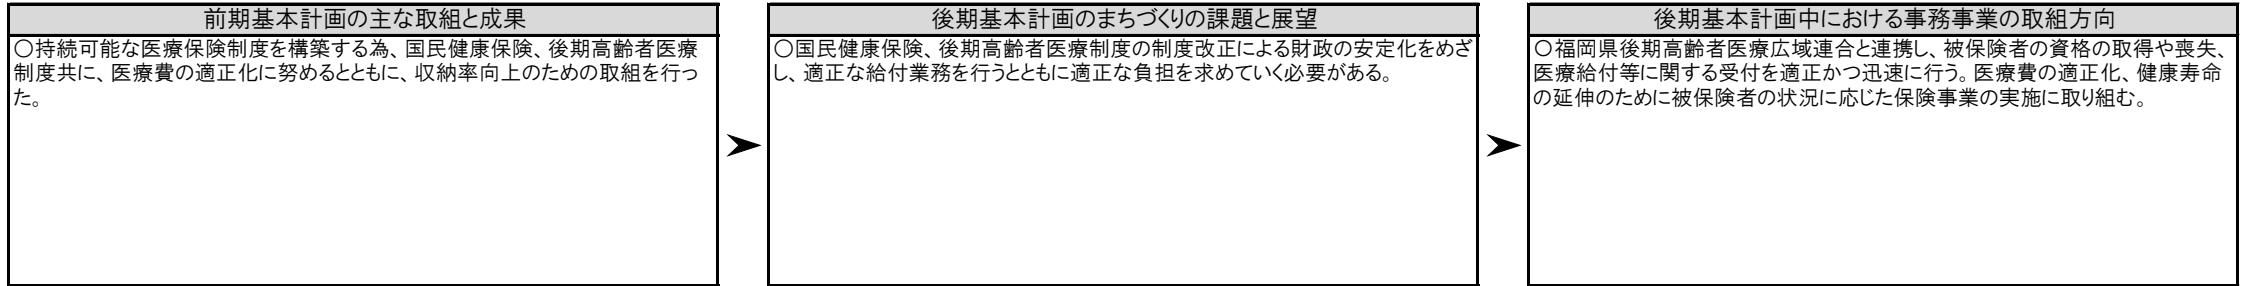 前期基本計画の主な取組と成果
〇持続可能な医療保険制度を構築する為、国民健康保険、後期高齢者医療
制度共に、医療費の適正化に努めるとともに、収納率向上のための取組を行っ
た。
後期基本計画のまちづくりの課題と展望
〇国民健康保険、後期高齢者医療制度の制度改正による財政の安定化をめざ
し、適正な給付業務を行うとともに適正な負担を求めていく必要がある。
後期基本計画中における事務事業の取組方向
〇福岡県後期高齢者医療広域連合と連携し、被保険者の資格の取得や喪失、
医療給付等に関する受付を適正かつ迅速に行う。医療費の適正化、健康寿命
の延伸のために被保険者の状況に応じた保険事業の実施に取り組む。